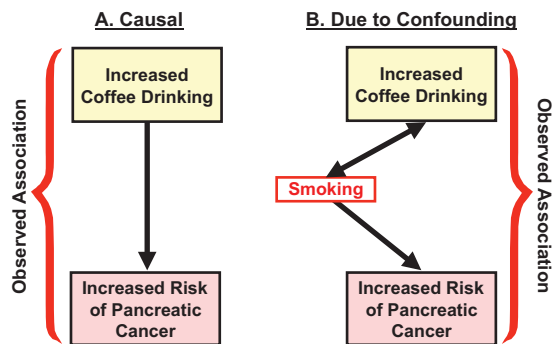 A. Causal
Observed Association
Increased
Coffee Drinking
Increased Risk
of Pancreatic
Cancer
B. Due to Confounding
Increased
Coffee Drinking
Smoking
Increased Risk
of Pancreatic
Cancer
Observed Association